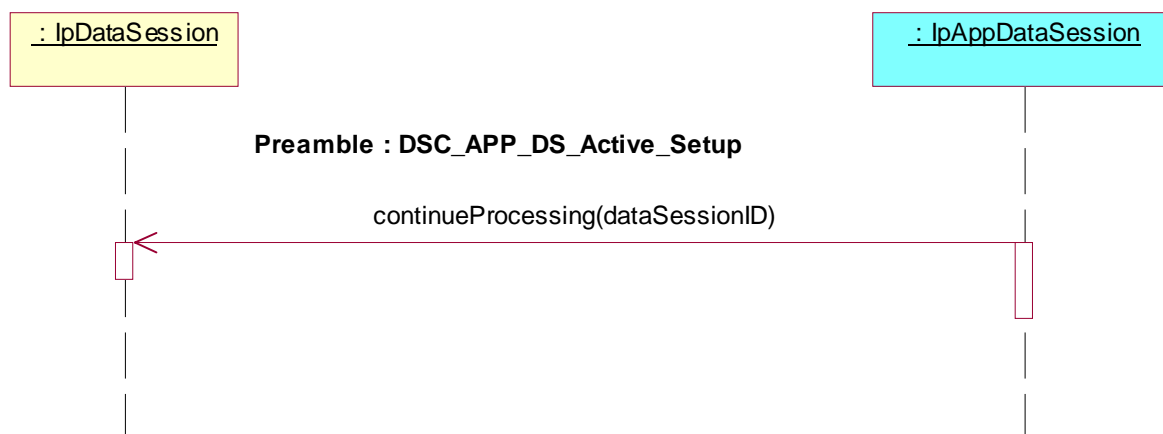 : IpDataSession
: IpAppDataSession
Preamble : DSC_APP_DS_Active_Setup
continueProcessing(dataSessionID)